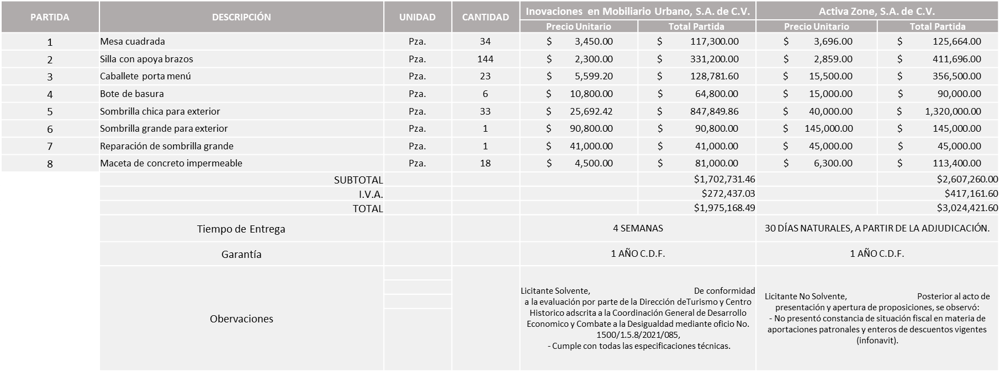 PARTIDA DESCRIPCIÓN UNIDAD CANTIDAD Inovaciones en Mobiliario Urbano, S.A. de C.V. Activa Zone, S.A. de C.V.
Precio Unitario Total Partida Precio Unitario Total Partida
1 Mesa cuadrada Pza. 34 $ 3,450.00 $ 117,300.00 $ 3,696.00 $ 125,664.00
2 Silla con apoya brazos Pza. 144 $ 2,300.00 $ 331,200.00 $ 2,859.00 $ 411,696.00
3 Caballete porta menú Pza. 23 $ 5,599.20 $ 128,781.60 $ 15,500.00 $ 356,500.00
4 Bote de basura Pza. 6 $ 10,800.00 $ 64,800.00 $ 15,000.00 $ 90,000.00
5 Sombrilla chica para exterior Pza. 33 $ 25,692.42 $ 847,849.86 $ 40,000.00 $ 1,320,000.00
6 Sombrilla grande para exterior Pza. 1 $ 90,800.00 $ 90,800.00 $ 145,000.00 $ 145,000.00
7 Reparación de sombrilla grande Pza. 1 $ 41,000.00 $ 41,000.00 $ 45,000.00 $ 45,000.00
8 Maceta de concreto impermeable Pza. 18 $ 4,500.00 $ 81,000.00 $ 6,300.00 $ 113,400.00
SUBTOTAL $1,702,731.46 $2,607,260.00
I.V.A. $272,437.03 $417,161.60
TOTAL $1,975,168.49 $3,024,421.60
Tiempo de Entrega 4 SEMANAS 30 DÍAS NATURALES, A PARTIR DE LA ADJUDICACIÓN.
Garantía 1 AÑO C.D.F. 1 AÑO C.D.F.
Obervaciones
Licitante Solvente, De conformidad
a la evaluación por parte de la Dirección deTurismo y Centro
Historico adscrita a la Coordinación General de Desarrollo
Economico y Combate a la Desigualdad mediante oficio No.
1500/1.5.8/2021/085,
- Cumple con todas las especificaciones técnicas.
Licitante No Solvente, Posterior al acto de
presentación y apertura de proposiciones, se observó:
- No presentó constancia de situación fiscal en materia de
aportaciones patronales y enteros de descuentos vigentes
(infonavit).